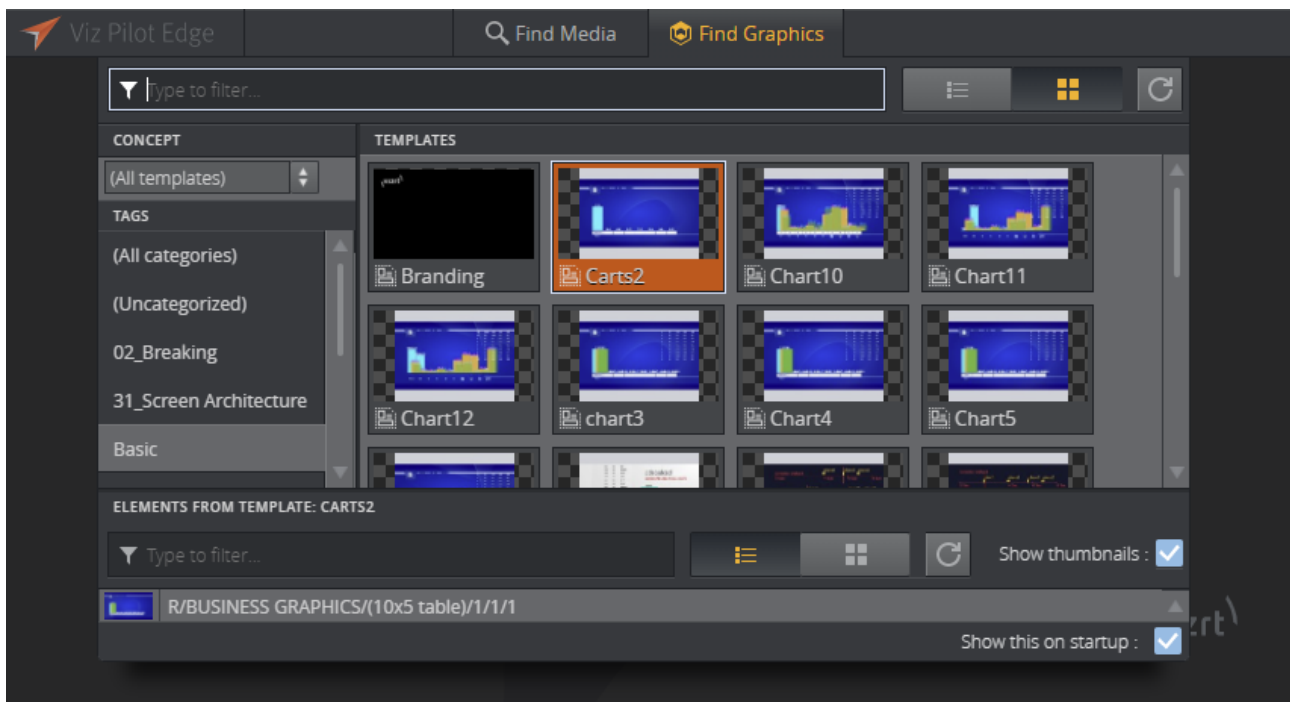 Viz Pilot Edge
Find Media
Find Graphics
Type to filter...
CONCEPT
TEMPLATES
(All templates)
TAGS
(All categories)
(Uncategorized)
02_Breaking
31_Screen Architecture
Basic
Branding
Carts2
Chart10
Chart11
Chart12
chart3
Chart4
Chart5
ELEMENTS FROM TEMPLATE: CARTS2
Type to filter...
Show thumbnails :
R/BUSINESS GRAPHICS/(10x5 table)/1/1/1
Show this on startup :
zrt